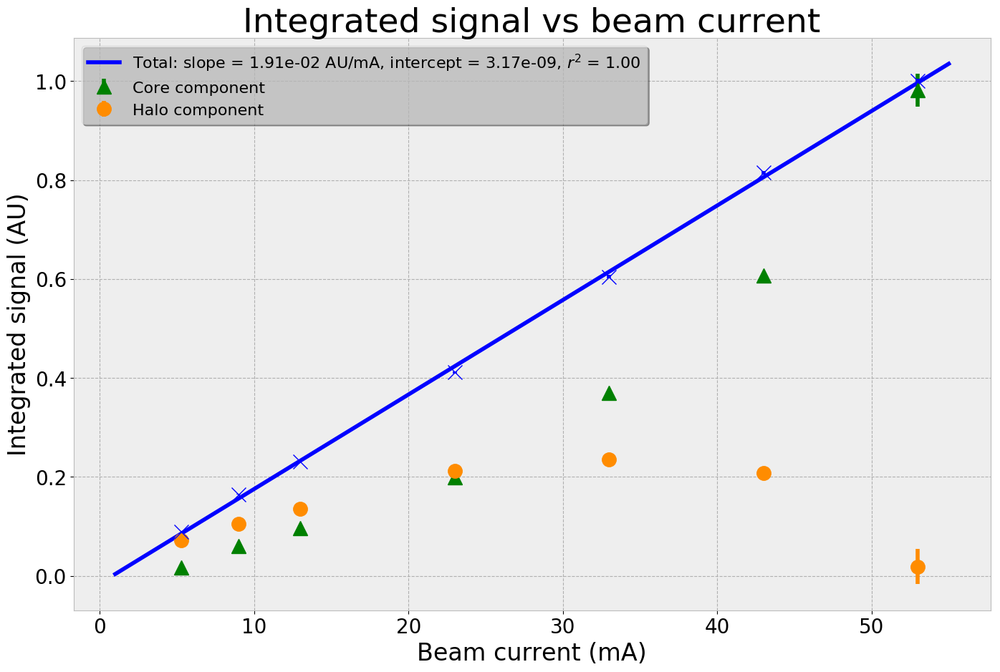 Integrated signal vs beam current
Total: slope = 1.91e-02 AU/mA, intercept = 3.17e-09, r² = 1.00
Core component
Halo component
Integrated signal (AU)
1.0
0.8
0.6
0.4
0.2
0.0
0 10 20 30 40 50
Beam current (mA)